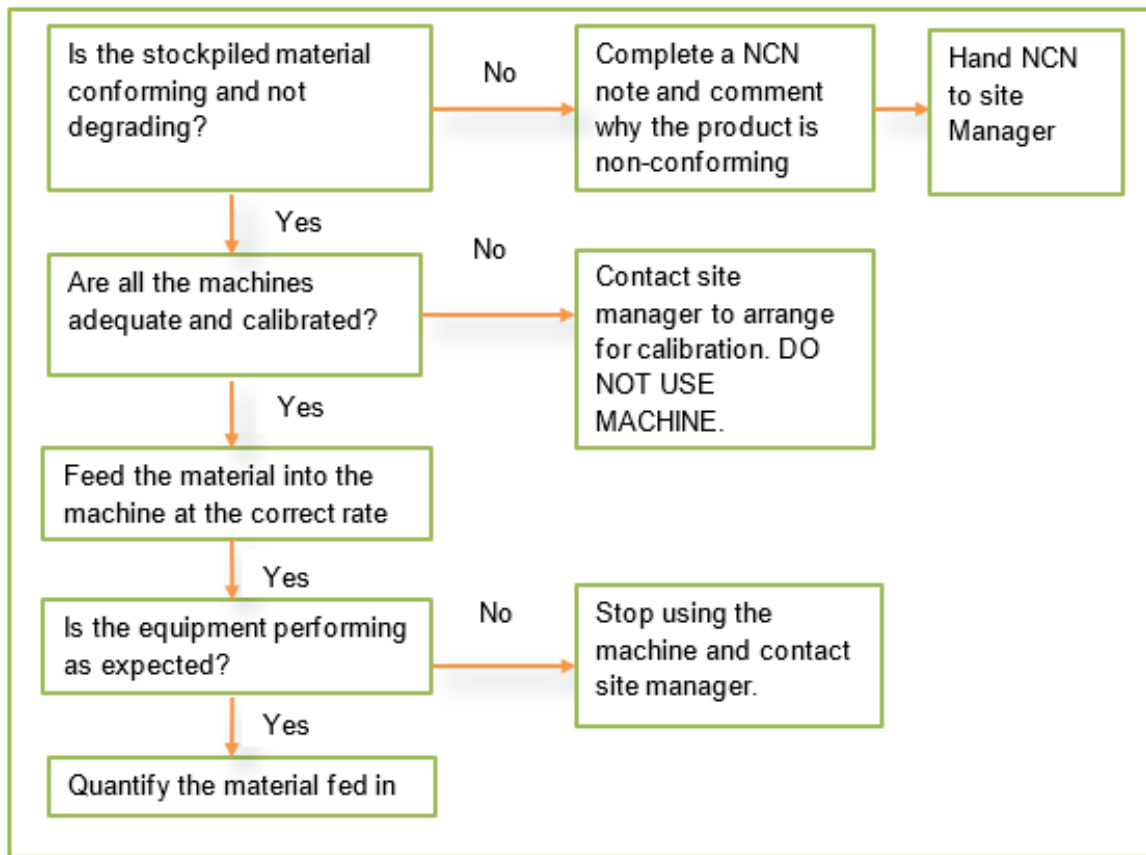 Is the stockpiled material
conforming and not
degrading?
No
Complete a NCN
note and comment
why the product is
non-conforming
Hand NCN
to site
Manager
Yes
Are all the machines
adequate and calibrated?
No
Contact site
manager to arrange
for calibration. DO
NOT USE
MACHINE.
Yes
Feed the material into the
machine at the correct rate
Yes
Is the equipment performing
as expected?
No
Stop using the
machine and contact
site manager.
Yes
Quantify the material fed in